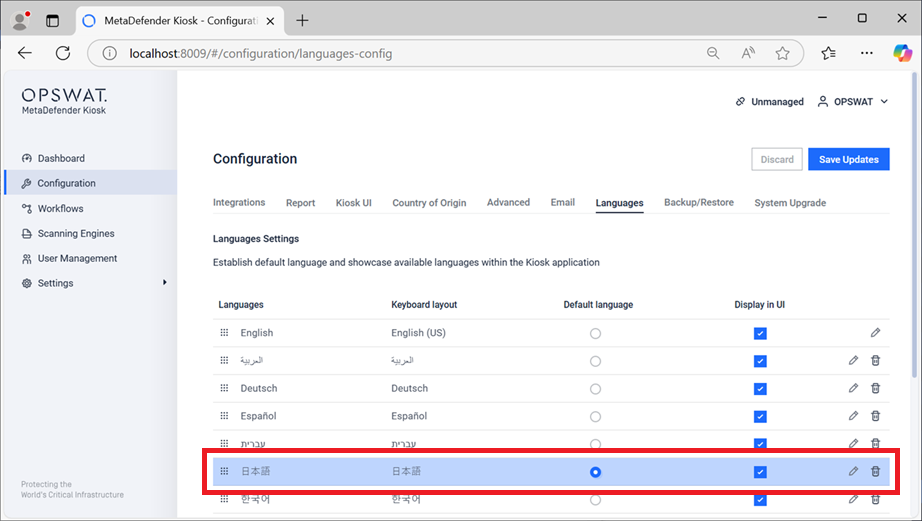 MetaDefender Kiosk - Configurati
localhost:8009/#/configuration/languages-config
OPSWAT.
MetaDefender Kiosk
Unmanaged
OPSWAT
Dashboard
Configuration
Workflows
Scanning Engines
User Management
Settings
Protecting the
World's Critical Infrastructure
Configuration
Discard
Save Updates
Integrations Report Kiosk UI Country of Origin Advanced Email Languages Backup/Restore System Upgrade
Languages Settings
Establish default language and showcase available languages within the Kiosk application
Languages Keyboard layout Default language Display in UI
English English (US)
العربية العربية
Deutsch Deutsch
Español Español
עברית עברית
日本語 日本語
한국어 한국어